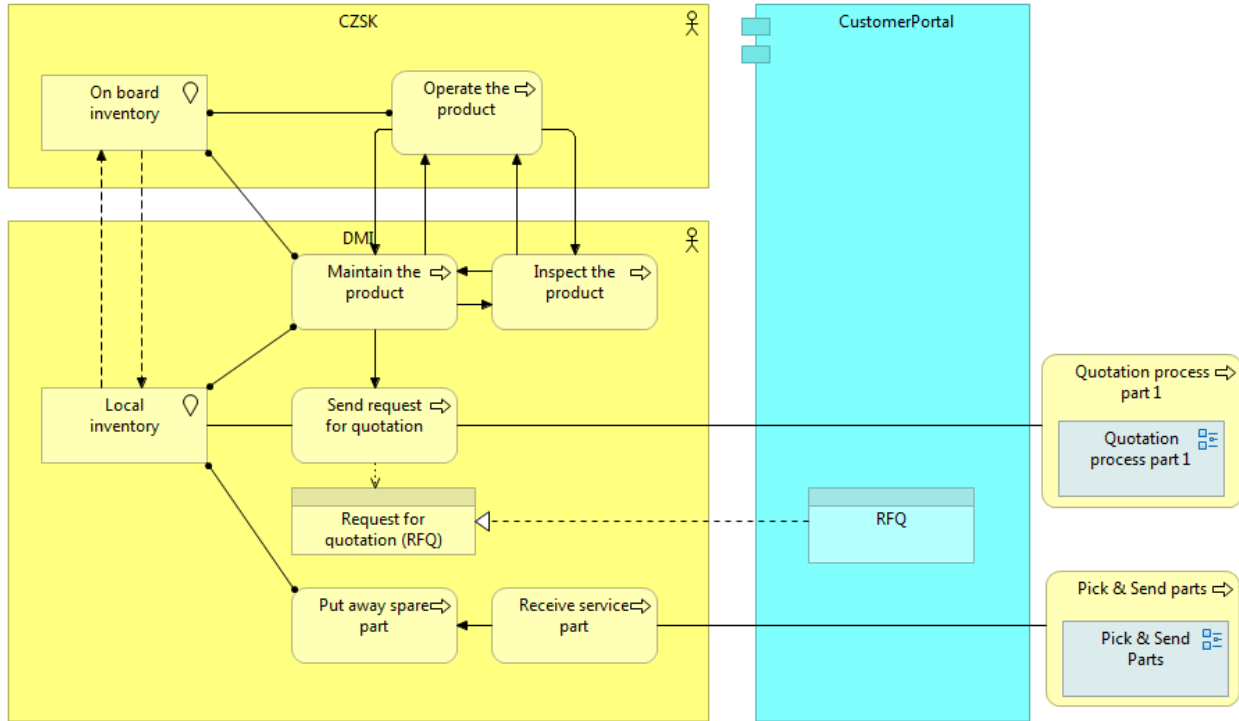 CZSK
CustomerPortal
On board
inventory
Operate the
product
DMI
Maintain the
product
Inspect the
product
Local
inventory
Send request
for quotation
Quotation process
part 1
Quotation
process part 1
Request for
quotation (RFQ)
RFQ
Put away spare
part
Receive service
part
Pick & Send parts
Pick & Send
Parts